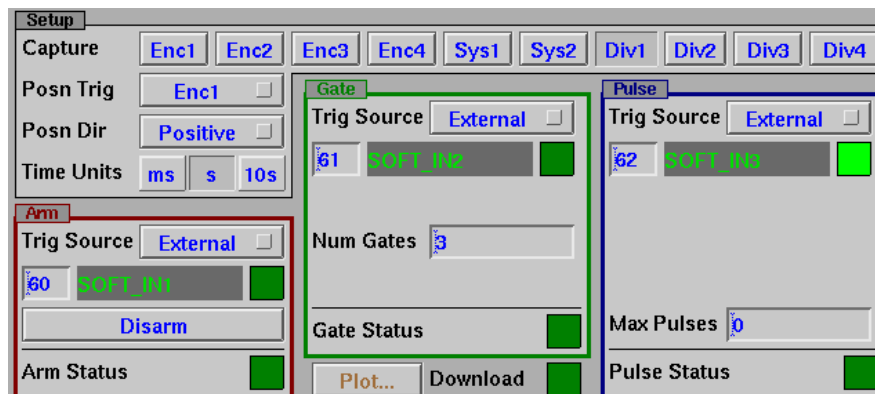 Setup
Capture Enc1 Enc2 Enc3 Enc4 Sys1 Sys2 Div1 Div2 Div3 Div4
Posn Trig Enc1
Posn Dir Positive
Time Units ms s 10s
Arm
Trig Source External
60 SOFT_IN1
Disarm
Arm Status
Gate
Trig Source External
61 SOFT_IN2
Num Gates 3
Gate Status
Plot... Download
Pulse
Trig Source External
62 SOFT_IN3
Max Pulses 0
Pulse Status